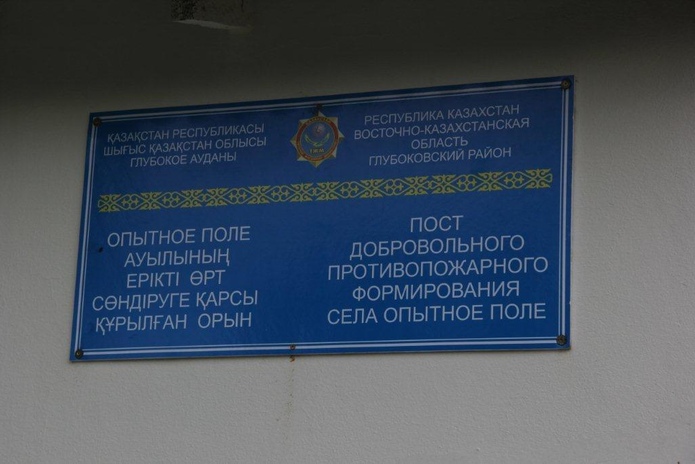 ҚАЗАҚСТАН РЕСПУБЛИКАСЫ
ШЫҒЫС ҚАЗАҚСТАН ОБЛЫСЫ
ГЛУБОКОЕ АУДАНЫ
РЕСПУБЛИКА КАЗАХСТАН
ВОСТОЧНО-КАЗАХСТАНСКАЯ
ОБЛАСТЬ
ГЛУБОКОВСКИЙ РАЙОН
ОПЫТНОЕ ПОЛЕ
АУЫЛЫНЫҢ
ЕРІКТІ ӨРТ
СӨНДІРУГЕ ҚАРСЫ
ҚҰРЫЛҒАН ОРЫН
ПОСТ
ДОБРОВОЛЬНОГО
ПРОТИВОПОЖАРНОГО
ФОРМИРОВАНИЯ
СЕЛА ОПЫТНОЕ ПОЛЕ